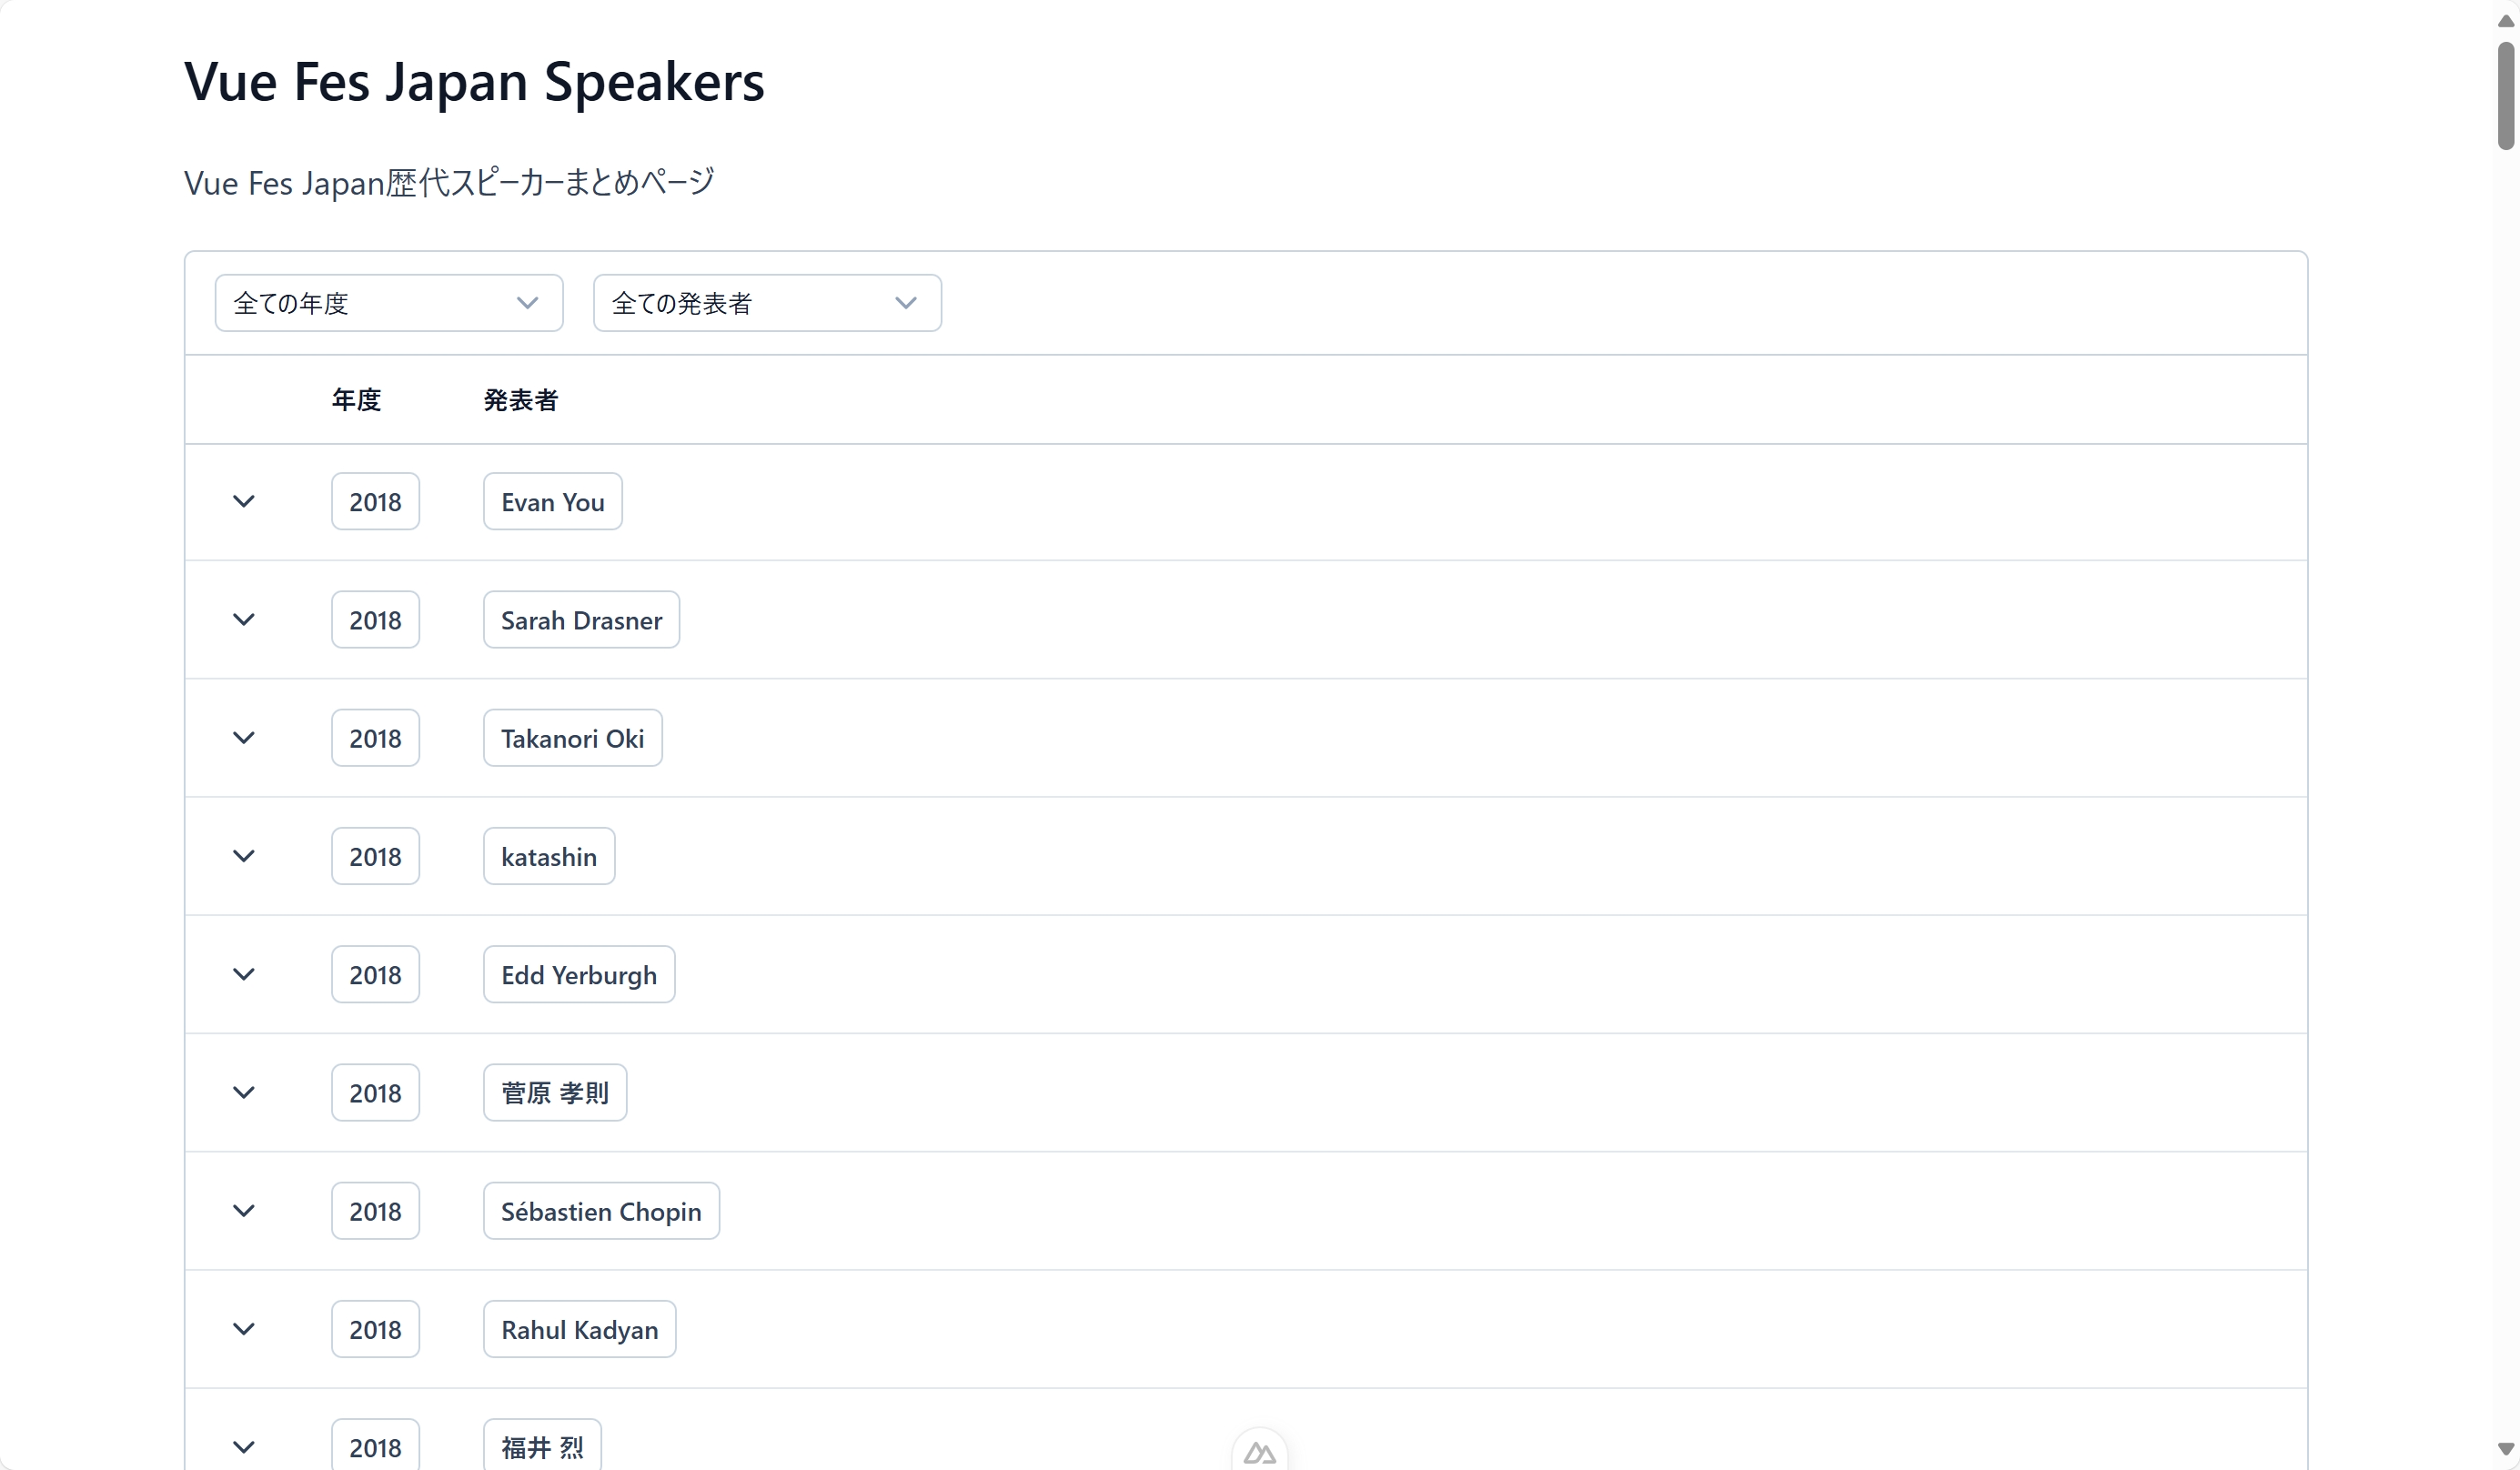 Vue Fes Japan Speakers
Vue Fes Japan歴代スピーカーまとめページ
全ての年度 全ての発表者
年度 発表者
2018 Evan You
2018 Sarah Drasner
2018 Takanori Oki
2018 katashin
2018 Edd Yerburgh
2018 菅原 孝則
2018 Sébastien Chopin
2018 Rahul Kadyan
2018 福井 烈